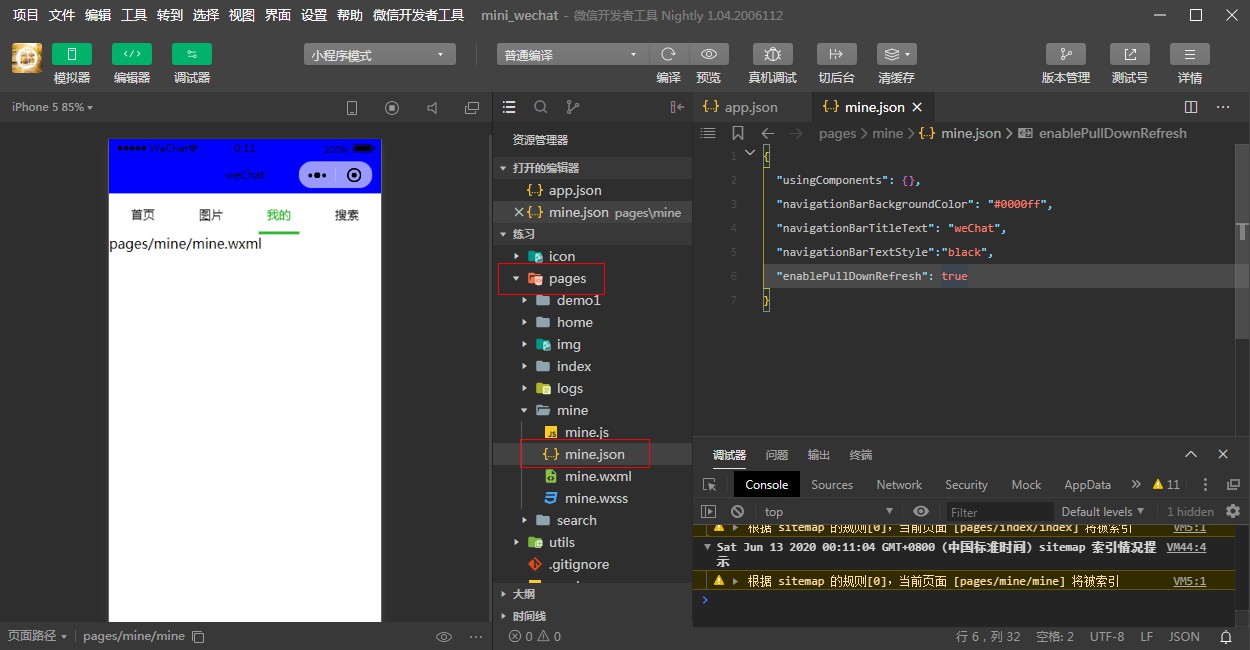 项目 文件 编辑 工具 转到 选择 视图 界面 设置 帮助 微信开发者工具 mini_wechat - 微信开发者工具 Nightly 1.04.2006112
小程序模式 普通编译
模拟器 编辑器 调试器 编译 预览 真机调试 切后台 清缓存 版本管理 测试号 详情
iPhone 5 85%
WeChat 0:11 100%
weChat
首页 图片 我的 搜索
pages/mine/mine.wxml
页面路径 pages/mine/mine
资源管理器
打开的编辑器
{..} app.json
{..} mine.json pages\mine
练习
icon
pages
demo1
home
img
index
logs
mine
JS mine.js
{..} mine.json
mine.wxml
mine.wxss
search
utils
.gitignore
大纲
时间线
0 0
{..} app.json {..} mine.json
pages > mine > {..} mine.json > enablePullDownRefresh
1 {
2 "usingComponents": {},
3 "navigationBarBackgroundColor": "#0000ff",
4 "navigationBarTitleText": "weChat",
5 "navigationBarTextStyle":"black",
6 "enablePullDownRefresh": true
7 }
调试器 问题 输出 终端
Console Sources Network Security Mock AppData 11
top Filter Default levels 1 hidden
根据 sitemap 的规则[0]，当前页面 [pages/index/index] 将被索引 VM5:1
Sat Jun 13 2020 00:11:04 GMT+0800 (中国标准时间) sitemap 索引情况提 VM44:4
示
根据 sitemap 的规则[0]，当前页面 [pages/mine/mine] 将被索引 VM5:1
行 6，列 32 空格: 2 UTF-8 LF JSON